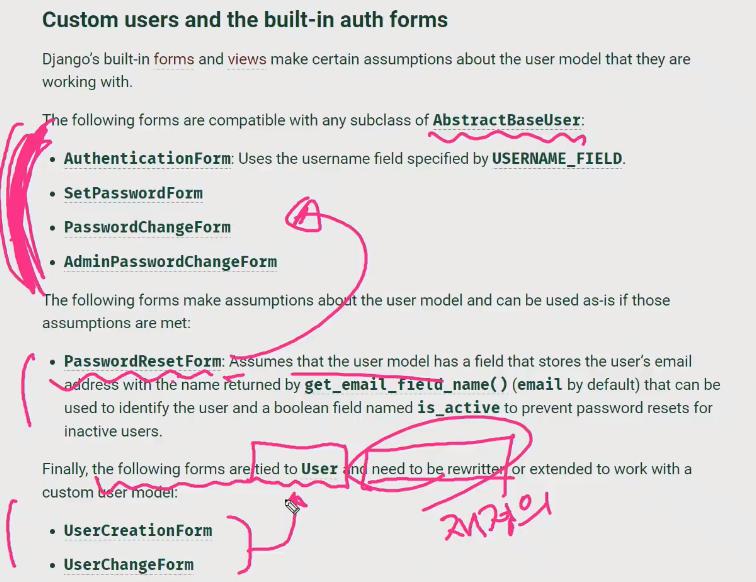 Custom users and the built-in auth forms
Django's built-in forms and views make certain assumptions about the user model that they are
working with.
The following forms are compatible with any subclass of AbstractBaseUser:
• AuthenticationForm: Uses the username field specified by USERNAME_FIELD.
• SetPasswordForm
• PasswordChangeForm
A
• AdminPasswordChangeForm
The following forms make assumptions about the user model and can be used as-is if those
assumptions are met:
• PasswordResetForm: Assumes that the user model has a field that stores the user's email
address with the name returned by get_email_field_name() (email by default) that can be
used to identify the user and a boolean field named is_active to prevent password resets for
inactive users.
Finally, the following forms are tied to User and need to be rewritten or extended to work with a
custom user model:
• UserCreationForm
• UserChangeForm